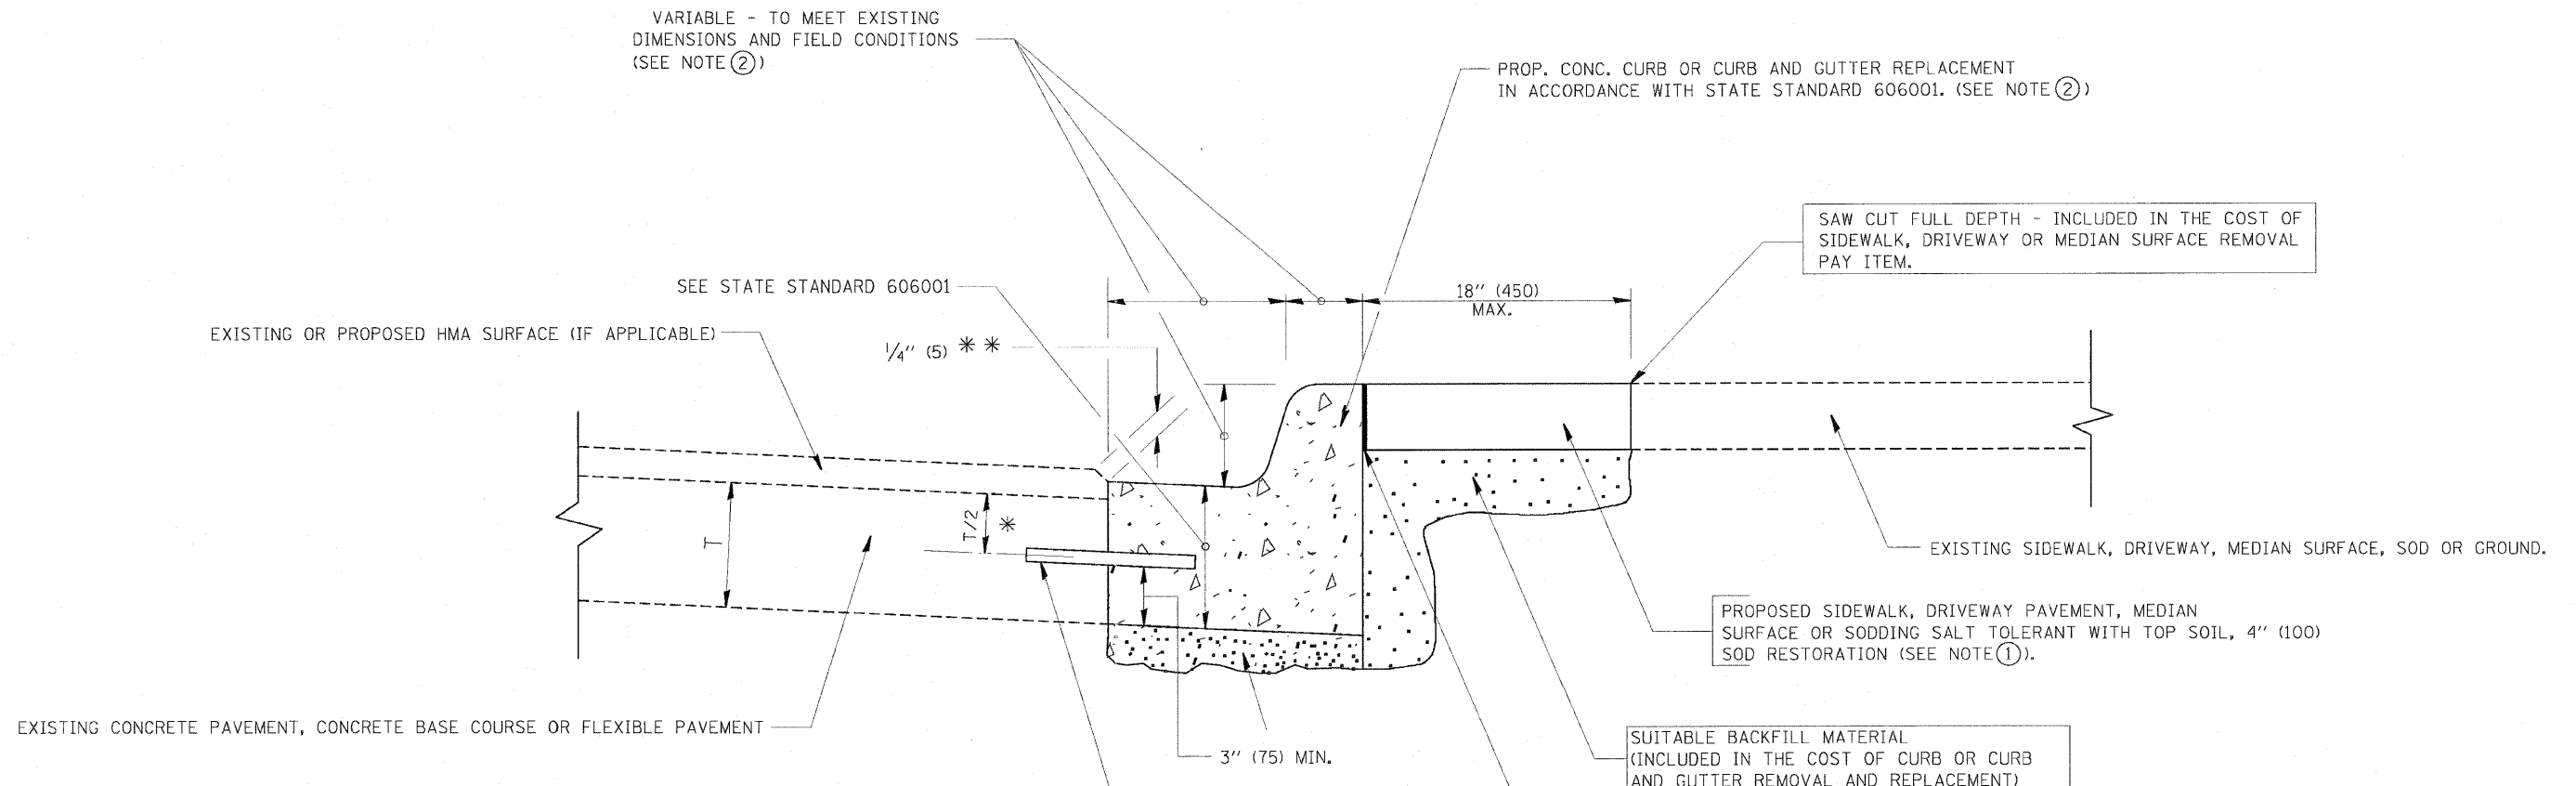 VARIABLE - TO MEET EXISTING
DIMENSIONS AND FIELD CONDITIONS
(SEE NOTE ②)
PROP. CONC. CURB OR CURB AND GUTTER REPLACEMENT
IN ACCORDANCE WITH STATE STANDARD 606001. (SEE NOTE ②)
SAW CUT FULL DEPTH - INCLUDED IN THE COST OF
SIDEWALK, DRIVEWAY OR MEDIAN SURFACE REMOVAL
PAY ITEM.
SEE STATE STANDARD 606001
18" (450)
MAX.
EXISTING OR PROPOSED HMA SURFACE (IF APPLICABLE)
1/4" (5) * *
T
T/2 *
EXISTING SIDEWALK, DRIVEWAY, MEDIAN SURFACE, SOD OR GROUND.
PROPOSED SIDEWALK, DRIVEWAY PAVEMENT, MEDIAN
SURFACE OR SODDING SALT TOLERANT WITH TOP SOIL, 4" (100)
SOD RESTORATION (SEE NOTE ①).
EXISTING CONCRETE PAVEMENT, CONCRETE BASE COURSE OR FLEXIBLE PAVEMENT
3" (75) MIN.
SUITABLE BACKFILL MATERIAL
(INCLUDED IN THE COST OF CURB OR CURB
AND GUTTER REMOVAL AND REPLACEMENT)